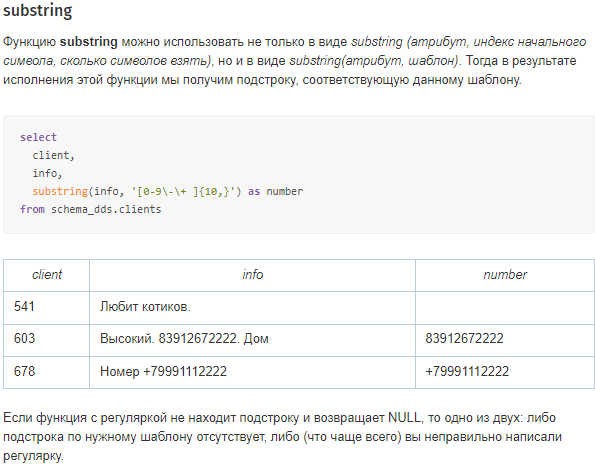 substring
Функцию substring можно использовать не только в виде substring (атрибут, индекс начального
символа, сколько символов взять), но и в виде substring(атрибут, шаблон). Тогда в результате
исполнения этой функции мы получим подстроку, соответствующую данному шаблону.
select
client,
info,
substring(info, '[0-9\-\+ ]{10,}') as number
from schema_dds.clients
client info number
541 Любит котиков.
603 Высокий. 83912672222. Дом 83912672222
678 Номер +79991112222 +79991112222
Если функция с регуляркой не находит подстроку и возвращает NULL, то одно из двух: либо
подстрока по нужному шаблону отсутствует, либо (что чаще всего) вы неправильно написали
регулярку.